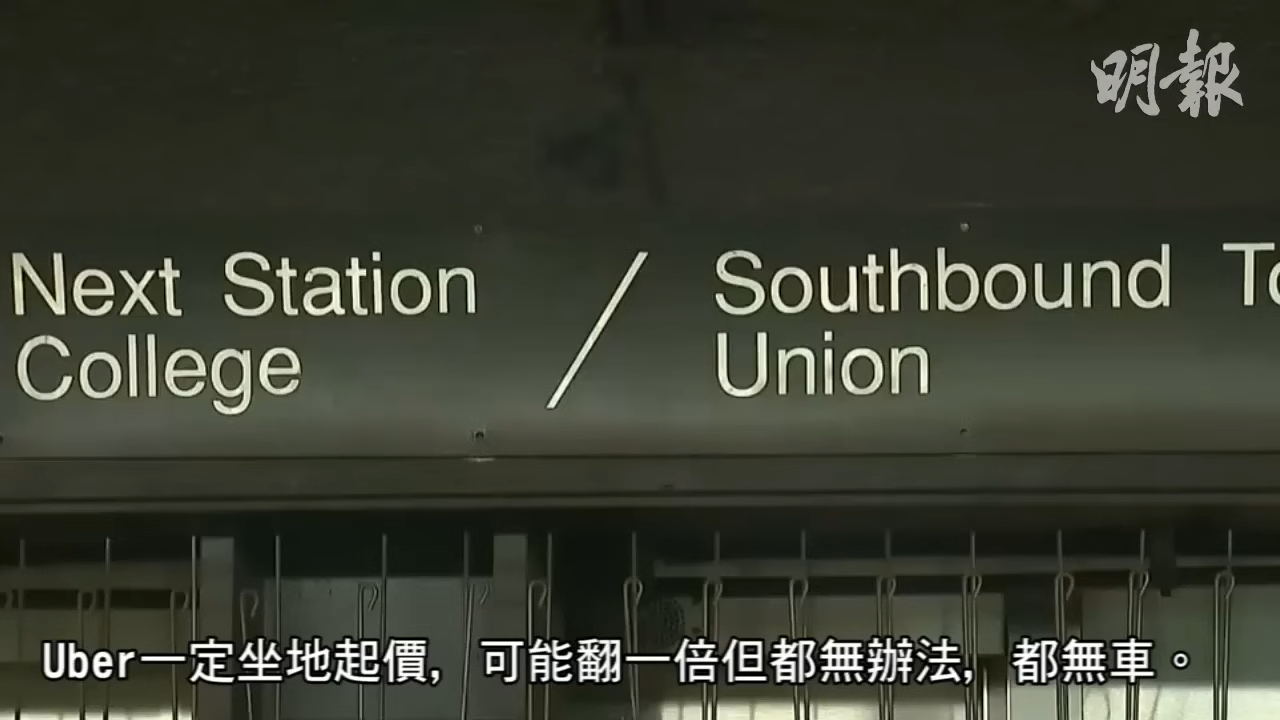 明報
Next Station / Southbound To
College Union
Uber一定坐地起價, 可能翻一倍但都無辦法, 都無車。